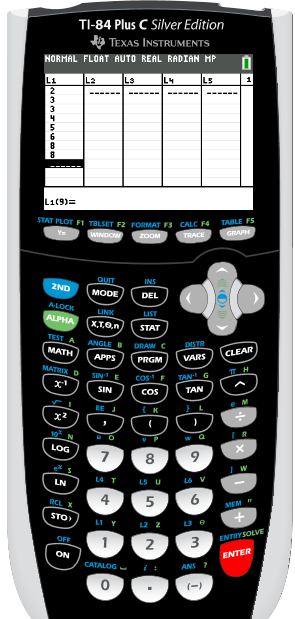 TI-84 Plus C Silver Edition
TEXAS INSTRUMENTS
NORMAL FLOAT AUTO REAL RADIAN MP
L1 L2 L3 L4 L5 1
2 ------ ------ ------ ------
3
3
4
5
6
8
8
------
L1(9)=
STAT PLOT F1 TBLSET F2 FORMAT F3 CALC F4 TABLE F5
Y= WINDOW ZOOM TRACE GRAPH
QUIT INS
2ND MODE DEL
A-LOCK LINK LIST
ALPHA X,T,Θ,n STAT
TEST A ANGLE B DRAW C DISTR
MATH APPS PRGM VARS CLEAR
MATRIX D SIN-1 E COS-1 F TAN-1 G π H
x-1 SIN COS TAN ^
√ I EE J { K } L e M
x² , ( ) ÷
10ˣ N u O v P w Q [ R
LOG 7 8 9 ×
eˣ S L4 T L5 U L6 V ] W
LN 4 5 6 −
RCL X L1 Y L2 Z L3 θ MEM "
STO› 1 2 3 +
OFF CATALOG ⎵ i : ANS ? ENTRY SOLVE
ON 0 . (−) ENTER